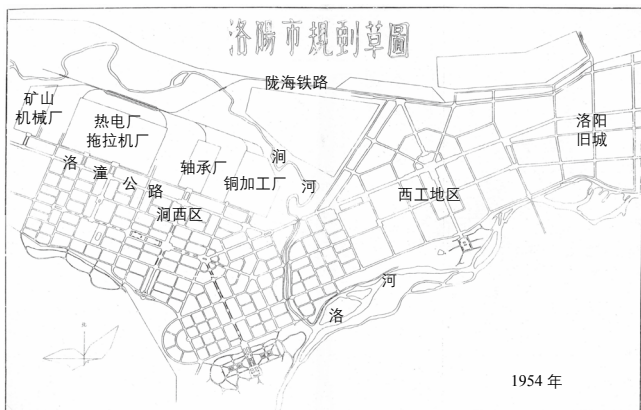 洛陽市規劃草圖
陇海铁路
矿山
机械厂
热电厂
拖拉机厂
洛阳
旧城
轴承厂
涧河
铜加工厂
洛潼公路
西工地区
涧西区
洛河
1954 年